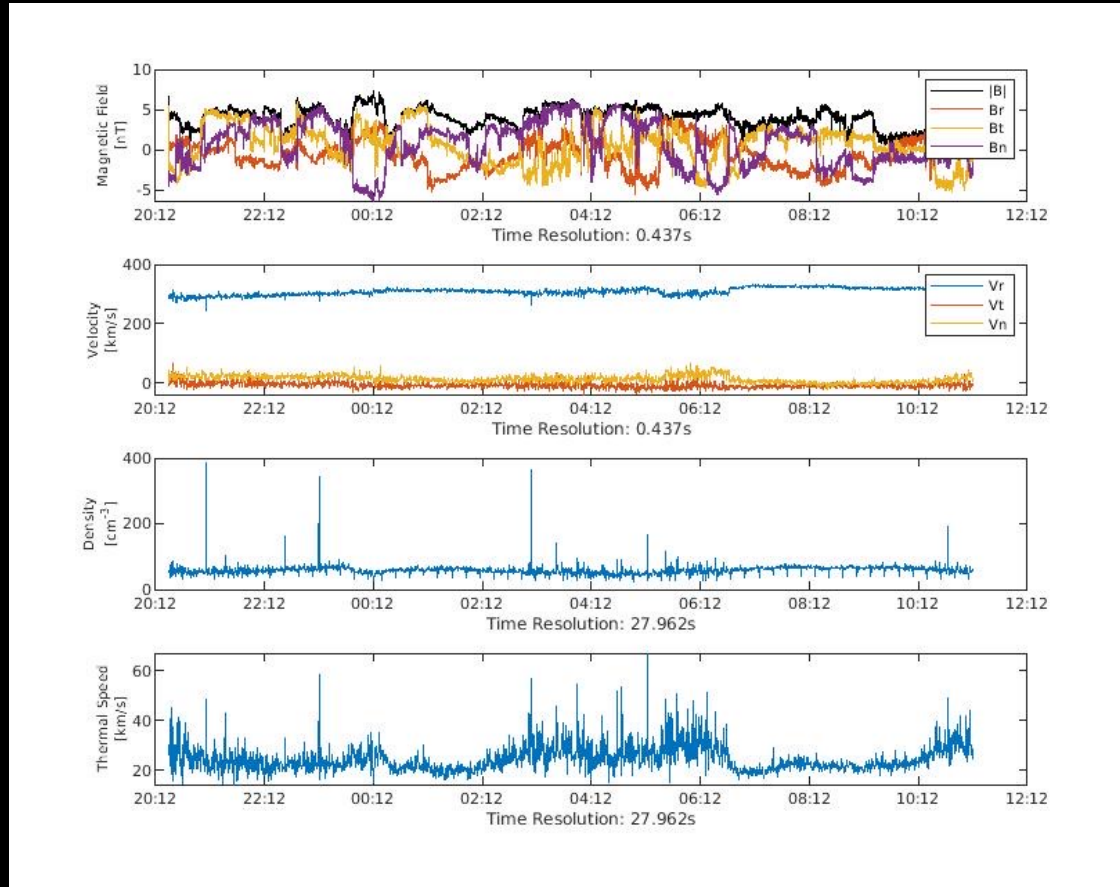 10
5
0
-5
Magnetic Field
[nT]
|B|
Br
Bt
Bn
20:12 22:12 00:12 02:12 04:12 06:12 08:12 10:12 12:12
Time Resolution: 0.437s
400
200
0
Velocity
[km/s]
Vr
Vt
Vn
20:12 22:12 00:12 02:12 04:12 06:12 08:12 10:12 12:12
Time Resolution: 0.437s
400
200
0
Density
[cm⁻³]
20:12 22:12 00:12 02:12 04:12 06:12 08:12 10:12 12:12
Time Resolution: 27.962s
60
40
20
Thermal Speed
[km/s]
20:12 22:12 00:12 02:12 04:12 06:12 08:12 10:12 12:12
Time Resolution: 27.962s